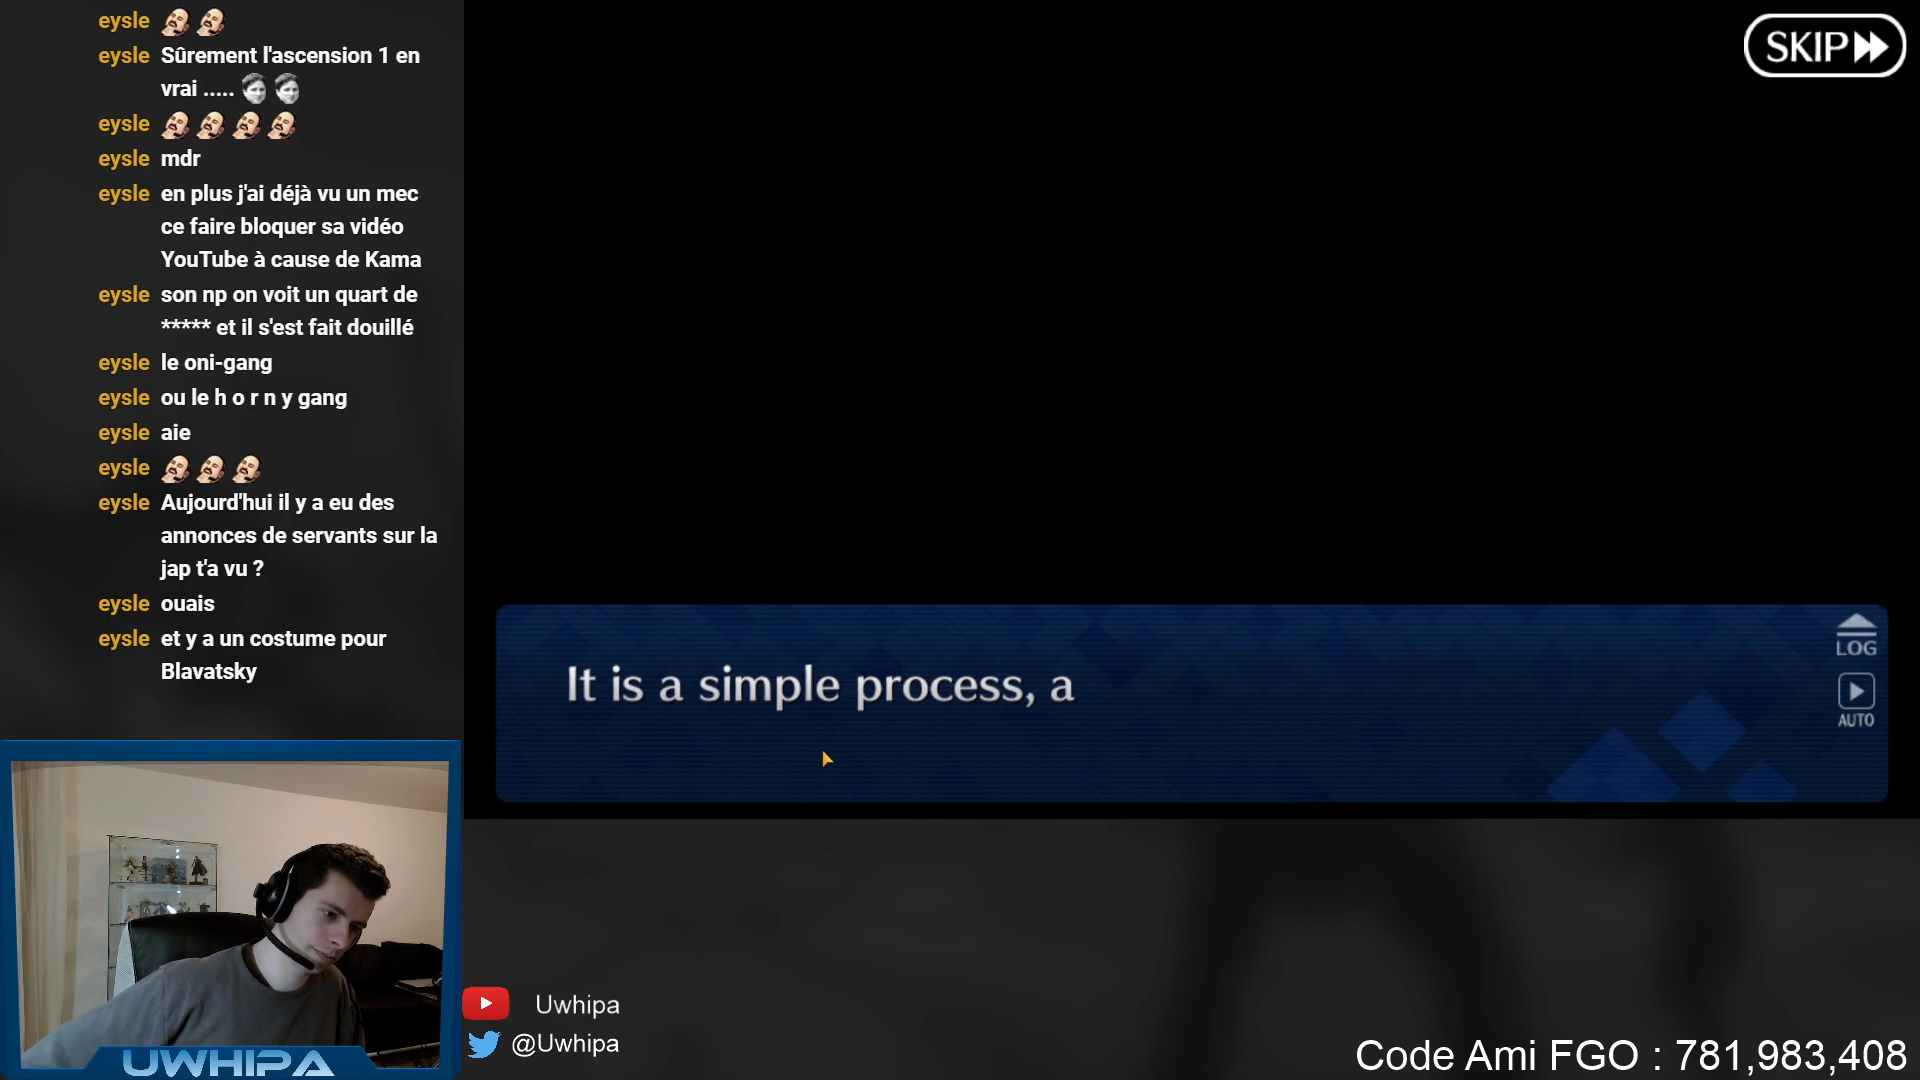 eysle
eysle Sûrement l'ascension 1 en
vrai .....
eysle
eysle mdr
eysle en plus j'ai déjà vu un mec
ce faire bloquer sa vidéo
YouTube à cause de Kama
eysle son np on voit un quart de
***** et il s'est fait douillé
eysle le oni-gang
eysle ou le h o r n y gang
eysle aie
eysle
eysle Aujourd'hui il y a eu des
annonces de servants sur la
jap t'a vu ?
eysle ouais
eysle et y a un costume pour
Blavatsky
SKIP
It is a simple process, a
LOG
AUTO
UWHIPA
Uwhipa
@Uwhipa
Code Ami FGO : 781,983,408